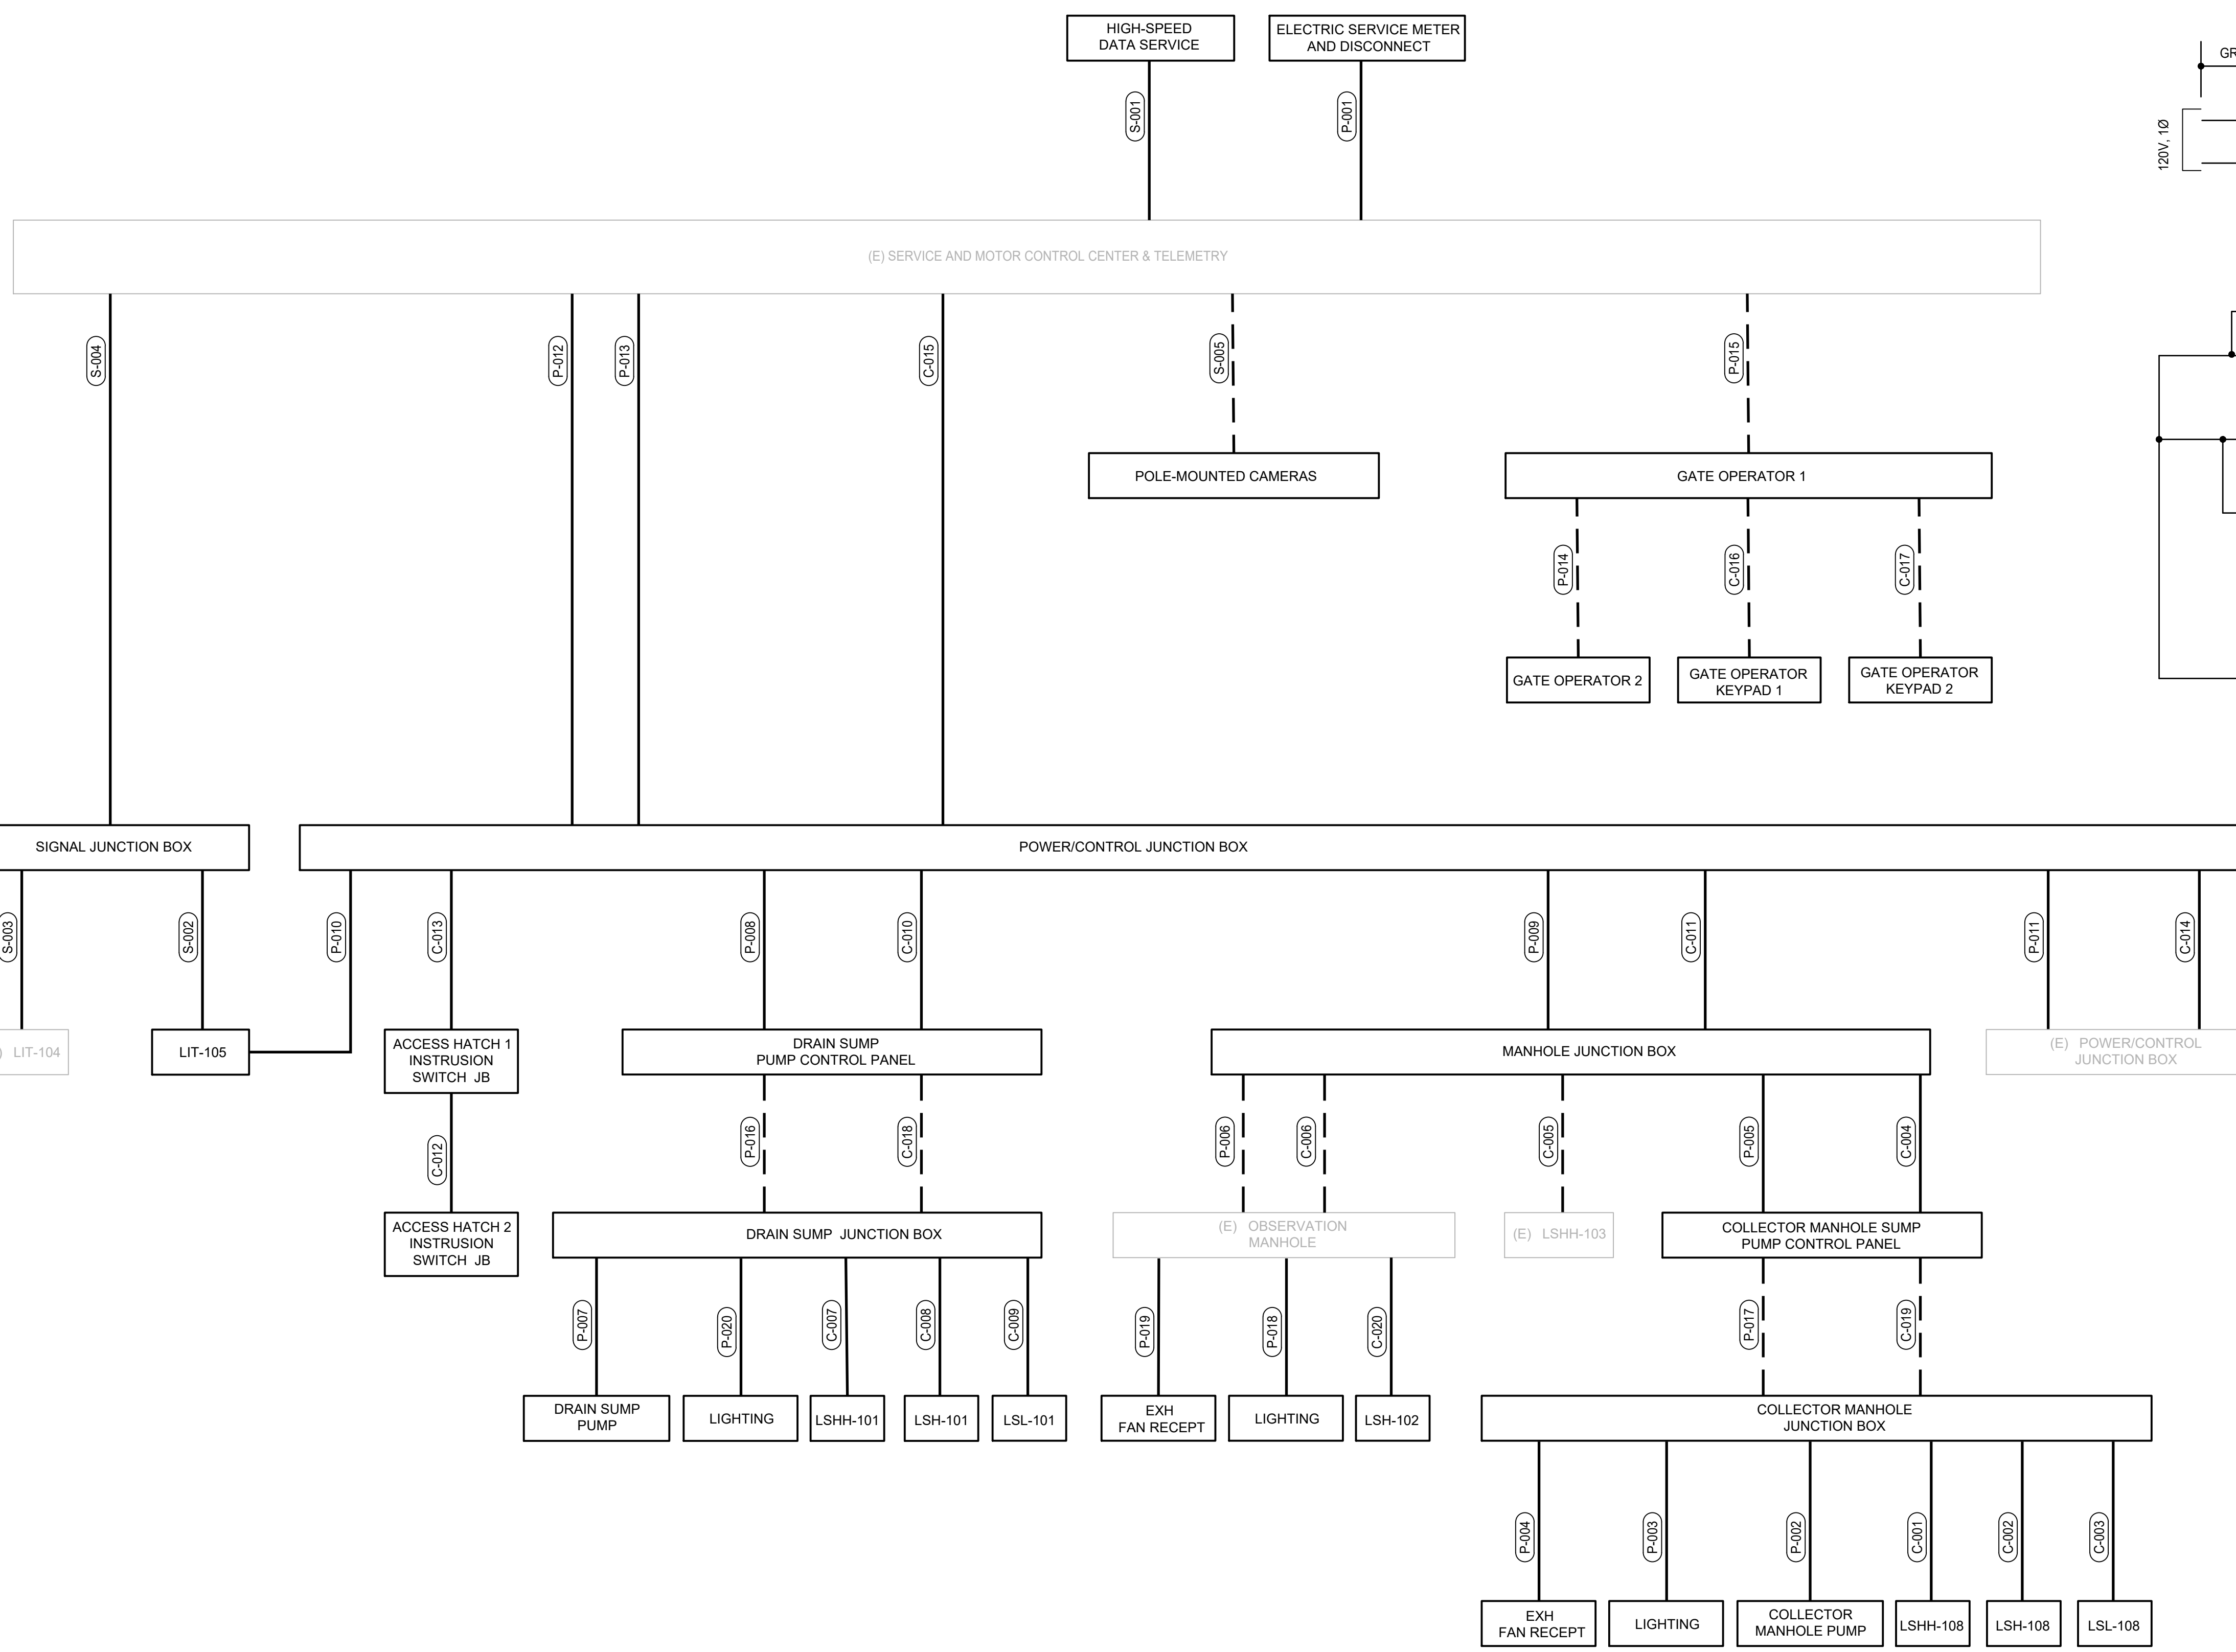 HIGH-SPEED
DATA SERVICE
ELECTRIC SERVICE METER
AND DISCONNECT
S-001
P-001
120V, 1Ø
(E) SERVICE AND MOTOR CONTROL CENTER & TELEMETRY
S-004
P-012
P-013
C-015
S-005
P-015
POLE-MOUNTED CAMERAS
GATE OPERATOR 1
P-014
C-016
C-017
GATE OPERATOR 2
GATE OPERATOR
KEYPAD 1
GATE OPERATOR
KEYPAD 2
SIGNAL JUNCTION BOX
POWER/CONTROL JUNCTION BOX
S-003
S-002
P-010
C-013
P-008
C-010
P-009
C-011
P-011
C-014
) LIT-104
LIT-105
ACCESS HATCH 1
INSTRUSION
SWITCH JB
DRAIN SUMP
PUMP CONTROL PANEL
MANHOLE JUNCTION BOX
(E) POWER/CONTROL
JUNCTION BOX
C-012
P-016
C-018
P-006
C-006
C-005
P-005
C-004
ACCESS HATCH 2
INSTRUSION
SWITCH JB
DRAIN SUMP JUNCTION BOX
(E) OBSERVATION
MANHOLE
(E) LSHH-103
COLLECTOR MANHOLE SUMP
PUMP CONTROL PANEL
P-007
P-020
C-007
C-008
C-009
P-019
P-018
C-020
P-017
C-019
DRAIN SUMP
PUMP
LIGHTING
LSHH-101
LSH-101
LSL-101
EXH
FAN RECEPT
LIGHTING
LSH-102
COLLECTOR MANHOLE
JUNCTION BOX
P-004
P-003
P-002
C-001
C-002
C-003
EXH
FAN RECEPT
LIGHTING
COLLECTOR
MANHOLE PUMP
LSHH-108
LSH-108
LSL-108